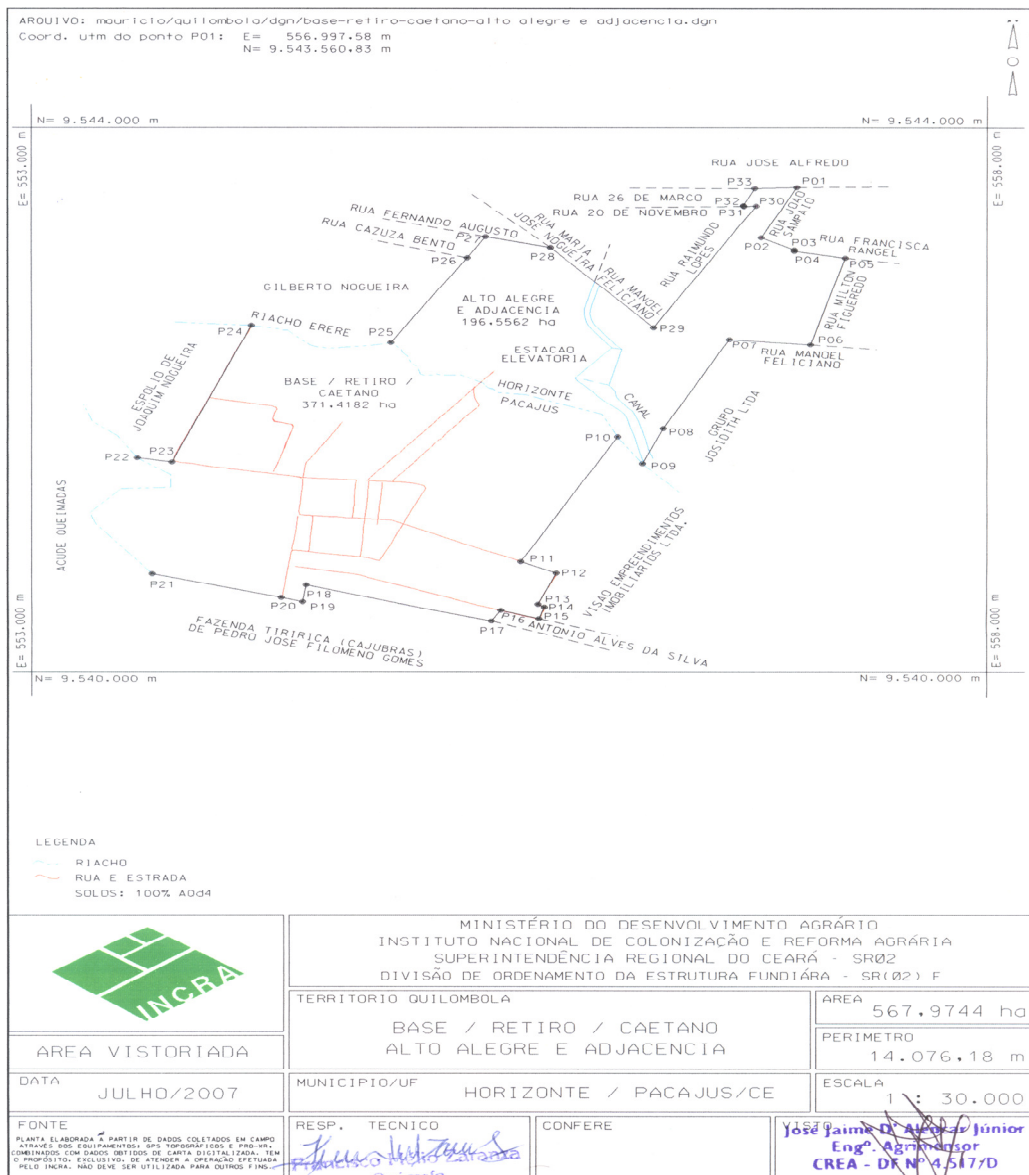 ARQUIVO: mauricio/quilombola/dgn/base-retiro-caetano-alto alegre e adjacencia.dgn
Coord. utm do ponto P01: E= 556.997.58 m
N= 9.543.560,83 m
N= 9.544.000 m
N= 9.544.000 m
E= 553.000 m
E= 558.000 m
RUA JOSE ALFREDO
P33
P01
RUA 26 DE MARCO
P32
P30
RUA 20 DE NOVEMBRO
P31
RUA JOAO SAMPAIO
RUA FERNANDO AUGUSTO
RUA CAZUZA BENTO
P27
P26
P28
RUA MARIA JOSE NOGUEIRA
RUA MANOEL FELICIANO
RUA RAIMUNDO LOPES
P02
P03
P04
RUA FRANCISCA RANGEL
P05
RUA MILTON FIGUEREDO
GILBERTO NOGUEIRA
ALTO ALEGRE
E ADJACENCIA
196.5562 ha
P24
RIACHO ERERE
P25
P29
P07
P06
RUA MANUEL
FELICIANO
ESTACAO
ELEVATORIA
ESPOLIO DE
JOAQUIM NOGUEIRA
BASE / RETIRO /
CAETANO
371.4182 ha
HORIZONTE
PACAJUS
CANAL
GRUPO
JOSIDITH LTDA
P08
P10
P09
P22
P23
ACUDE QUEIMADAS
P21
P11
P12
P13
P14
P15
VISAO EMPREENDIMENTOS
IMOBILIARIOS LTDA.
P18
P20
P19
P16
P17
ANTONIO ALVES DA SILVA
FAZENDA TIRIRICA (CAJUBRAS)
DE PEDRO JOSE FILOMENO GOMES
E= 553.000 m
E= 558.000 m
N= 9.540.000 m
N= 9.540.000 m
LEGENDA
RIACHO
RUA E ESTRADA
SOLOS: 100% A0d4
INCRA
MINISTÉRIO DO DESENVOLVIMENTO AGRÁRIO
INSTITUTO NACIONAL DE COLONIZAÇÃO E REFORMA AGRÁRIA
SUPERINTENDÊNCIA REGIONAL DO CEARÁ - SR02
DIVISÃO DE ORDENAMENTO DA ESTRUTURA FUNDIÁRA - SR(02) F
TERRITORIO QUILOMBOLA
BASE / RETIRO / CAETANO
ALTO ALEGRE E ADJACENCIA
AREA
567,9744 ha
PERIMETRO
14.076,18 m
AREA VISTORIADA
DATA
JULHO/2007
MUNICIPIO/UF
HORIZONTE / PACAJUS/CE
ESCALA
1 : 30.000
FONTE
PLANTA ELABORADA A PARTIR DE DADOS COLETADOS EM CAMPO
ATRAVÉS DOS EQUIPAMENTOS: GPS TOPOGRÁFICOS E PRO-XR,
COMBINADOS COM DADOS OBTIDOS DE CARTA DIGITALIZADA. TEM
O PROPÓSITO, EXCLUSIVO, DE ATENDER A OPERAÇÃO EFETUADA
PELO INCRA. NÃO DEVE SER UTILIZADA PARA OUTROS FINS.
RESP. TECNICO
Francisco
CONFERE
VISTO
José Jaime D' Alencar Júnior
Engº. Agrimensor
CREA - DF Nº 4.517/D